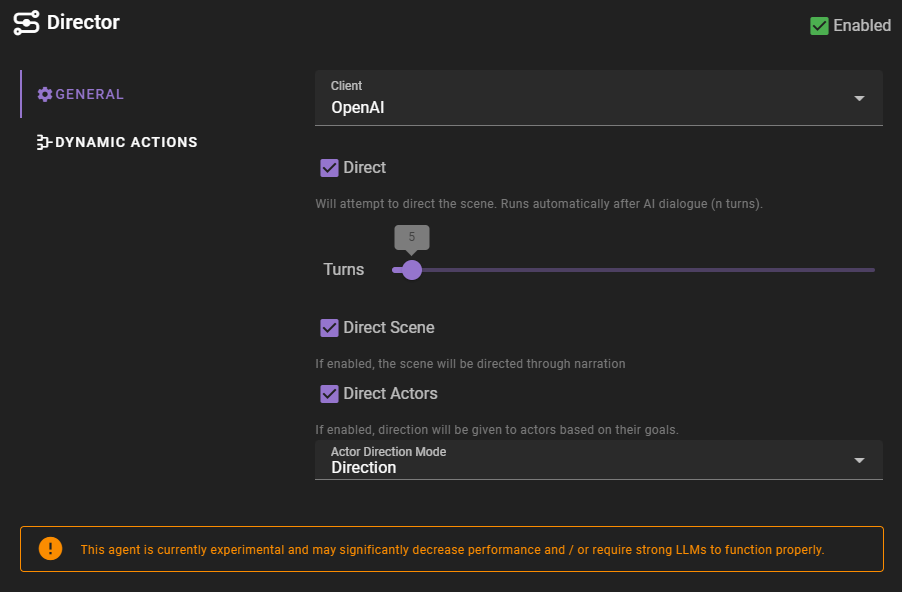 Director
Enabled
GENERAL
DYNAMIC ACTIONS
Client
OpenAI
Direct
Will attempt to direct the scene. Runs automatically after AI dialogue (n turns).
5
Turns
Direct Scene
If enabled, the scene will be directed through narration
Direct Actors
If enabled, direction will be given to actors based on their goals.
Actor Direction Mode
Direction
This agent is currently experimental and may significantly decrease performance and / or require strong LLMs to function properly.